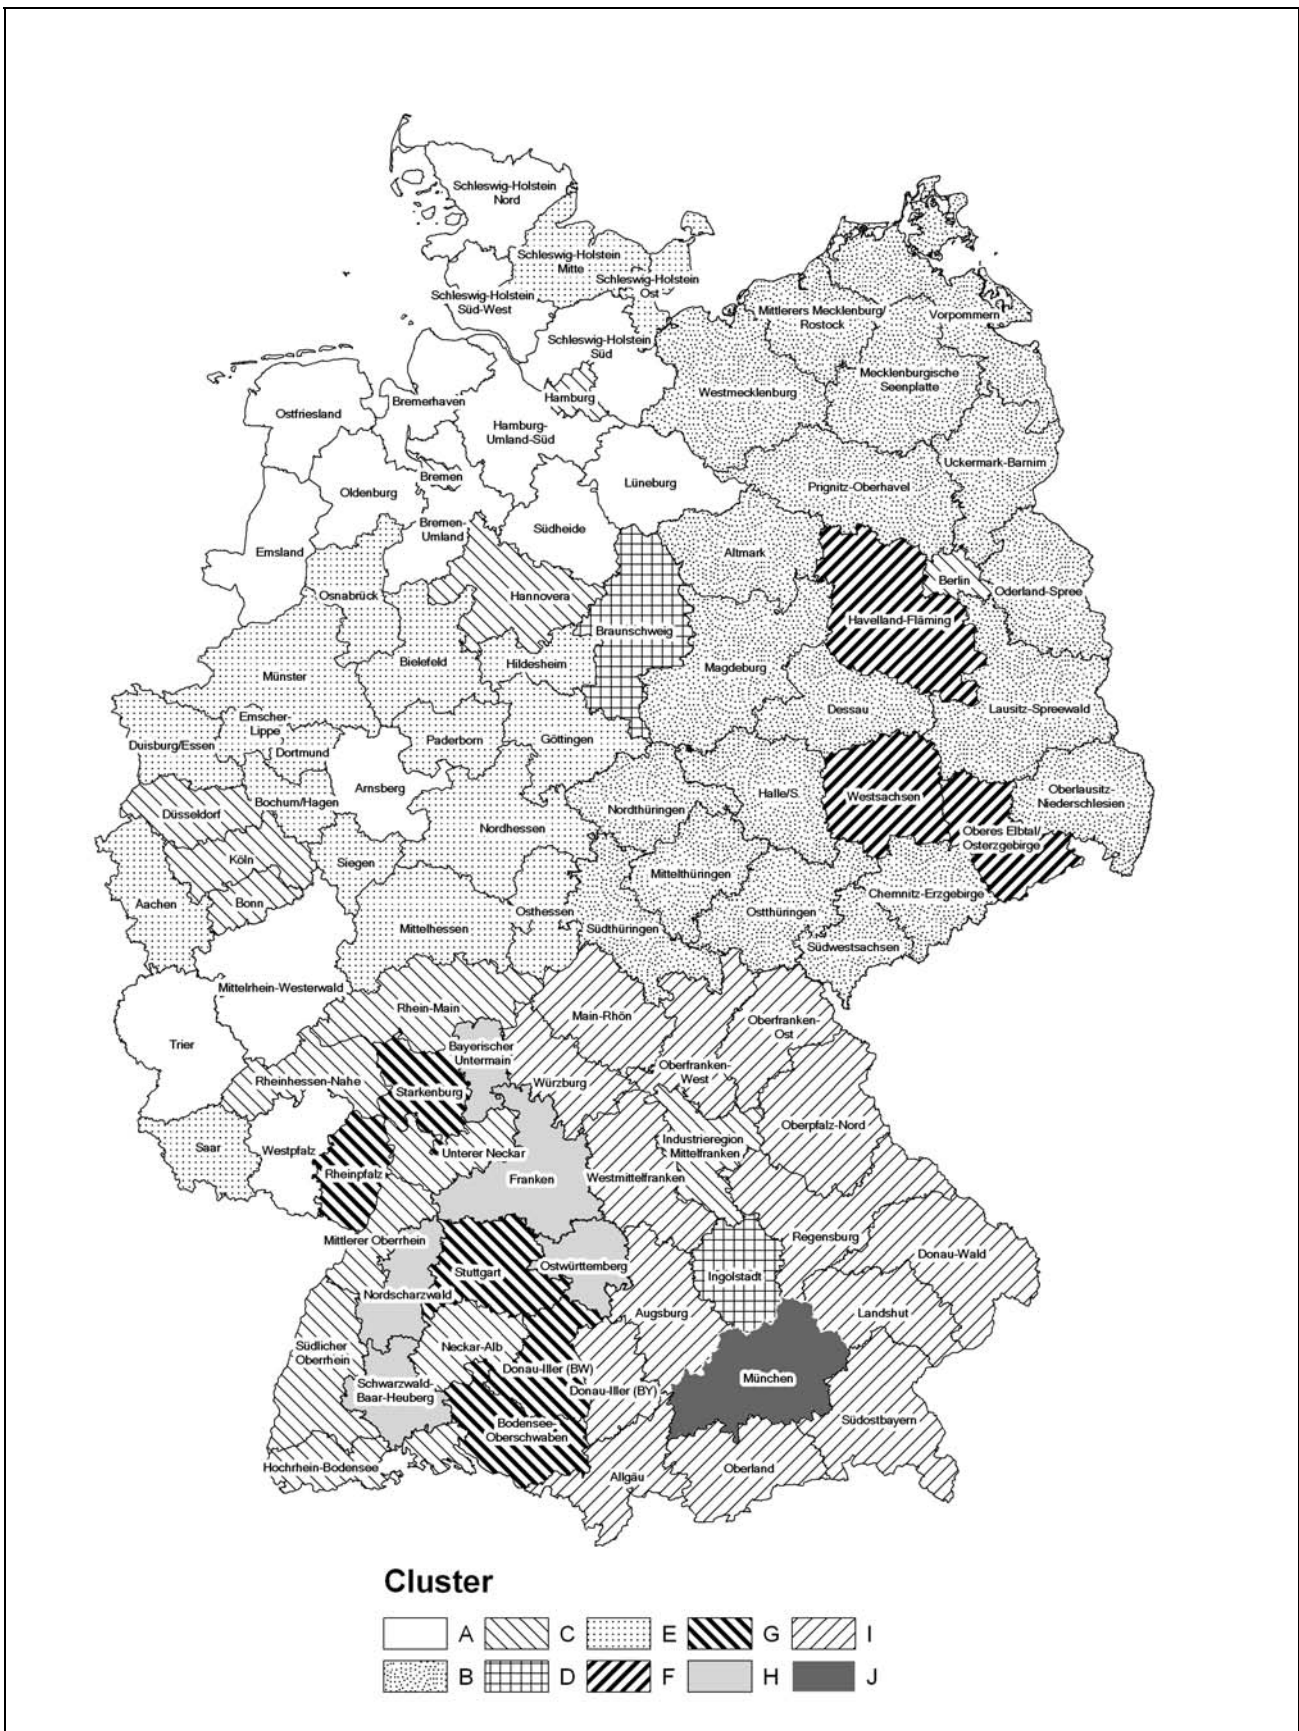 Schleswig-Holstein
Nord
Schleswig-Holstein
Mitte
Schleswig-Holstein
Ost
Schleswig-Holstein
Süd-West
Mittlerers Mecklenburg/
Rostock
Vorpommern
Schleswig-Holstein
Süd
Mecklenburgische
Seenplatte
Westmecklenburg
Hamburg
Bremerhaven
Ostfriesland
Hamburg-
Umland-Süd
Uckermark-Barnim
Bremen
Lüneburg
Prignitz-Oberhavel
Oldenburg
Bremen-
Umland
Südheide
Emsland
Altmark
Berlin
Oderland-Spree
Osnabrück
Hannovera
Havelland-Fläming
Braunschweig
Bielefeld
Hildesheim
Magdeburg
Münster
Dessau
Lausitz-Spreewald
Emscher-
Lippe
Duisburg/Essen
Dortmund
Paderborn
Göttingen
Arnsberg
Bochum/Hagen
Halle/S.
Westsachsen
Oberlausitz-
Niederschlesien
Düsseldorf
Nordthüringen
Nordhessen
Oberes Elbtal/
Osterzgebirge
Köln
Siegen
Mittelthüringen
Chemnitz-Erzgebirge
Aachen
Bonn
Osthessen
Ostthüringen
Mittelhessen
Südthüringen
Südwestsachsen
Mittelrhein-Westerwald
Rhein-Main
Main-Rhön
Oberfranken-
Ost
Trier
Bayerischer
Untermain
Oberfranken-
West
Rheinhessen-Nahe
Würzburg
Starkenburg
Oberpfalz-Nord
Saar
Westpfalz
Unterer Neckar
Industrieregion
Mittelfranken
Rheinpfalz
Franken
Westmittelfranken
Mittlerer Oberrhein
Regensburg
Donau-Wald
Stuttgart
Ostwürttemberg
Ingolstadt
Nordscharzwald
Augsburg
Landshut
Südlicher
Oberrhein
Neckar-Alb
Donau-Iller (BW)
München
Schwarzwald-
Baar-Heuberg
Donau-Iller (BY)
Bodensee-
Oberschwaben
Südostbayern
Hochrhein-Bodensee
Allgäu
Oberland
Cluster
A C E G I
B D F H J